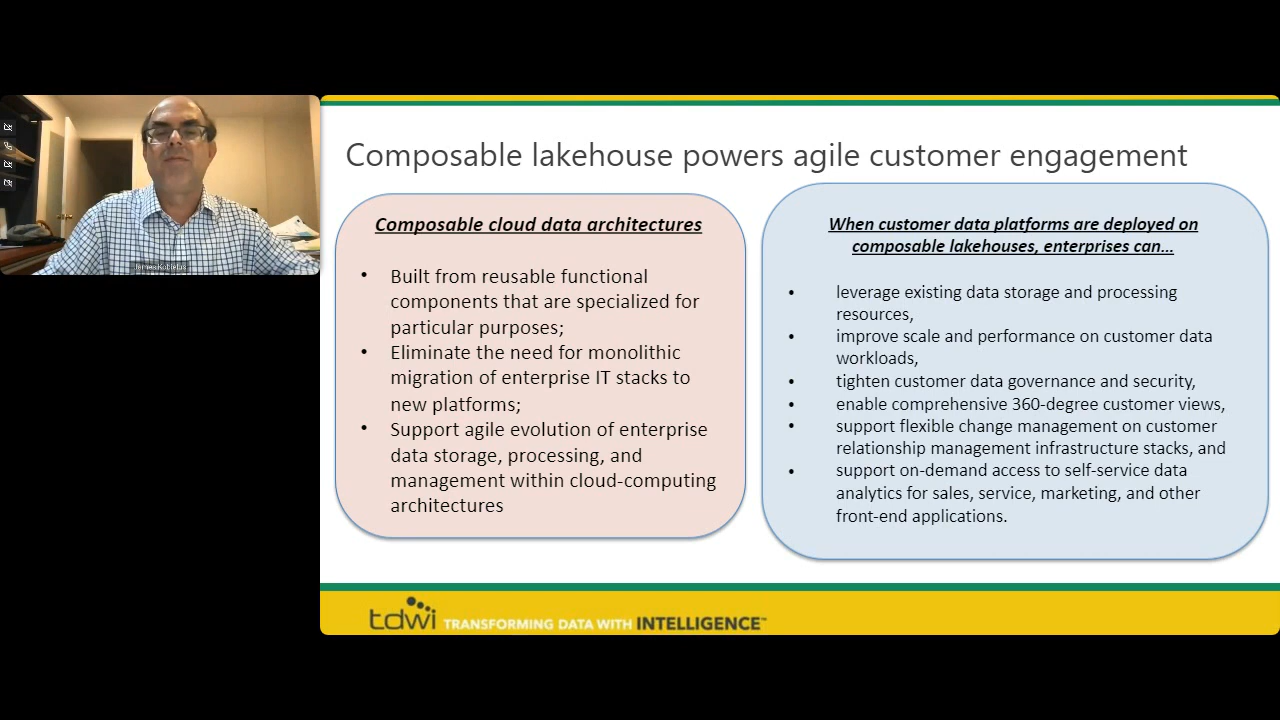 James Kobielus
Composable lakehouse powers agile customer engagement
Composable cloud data architectures
• Built from reusable functional
components that are specialized for
particular purposes;
• Eliminate the need for monolithic
migration of enterprise IT stacks to
new platforms;
• Support agile evolution of enterprise
data storage, processing, and
management within cloud-computing
architectures
When customer data platforms are deployed on
composable lakehouses, enterprises can...
• leverage existing data storage and processing
resources,
• improve scale and performance on customer data
workloads,
• tighten customer data governance and security,
• enable comprehensive 360-degree customer views,
• support flexible change management on customer
relationship management infrastructure stacks, and
• support on-demand access to self-service data
analytics for sales, service, marketing, and other
front-end applications.
tdwi TRANSFORMING DATA WITH INTELLIGENCE™